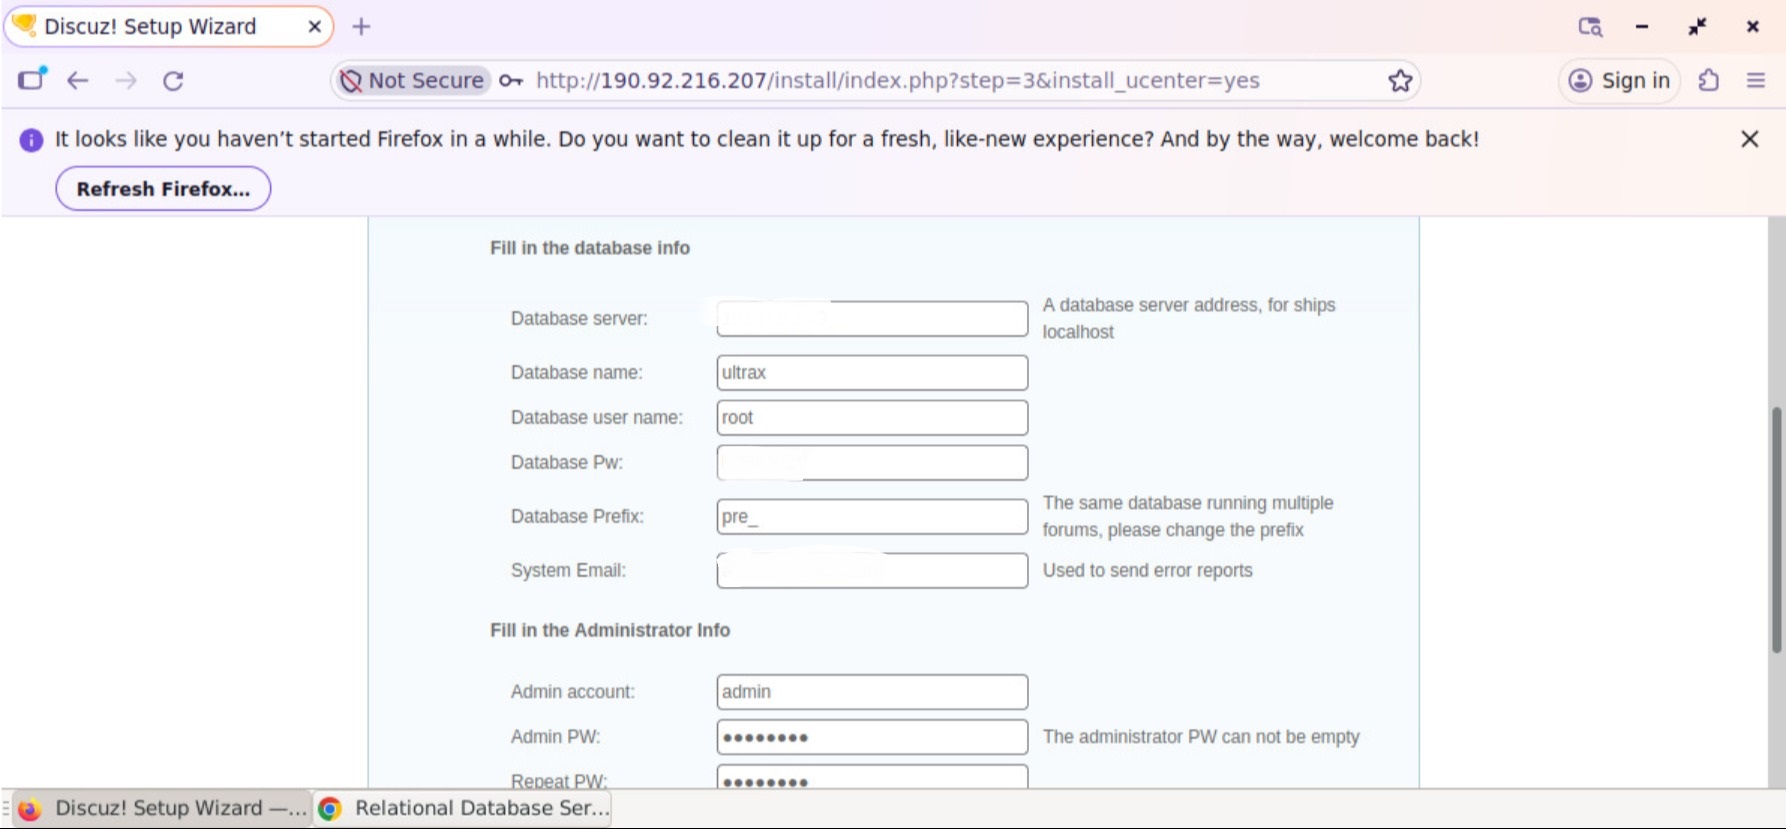 Discuz! Setup Wizard
Not Secure http://190.92.216.207/install/index.php?step=3&install_ucenter=yes Sign in
It looks like you haven’t started Firefox in a while. Do you want to clean it up for a fresh, like-new experience? And by the way, welcome back!
Refresh Firefox...
Fill in the database info
Database server:
A database server address, for ships
localhost
Database name: ultrax
Database user name: root
Database Pw:
Database Prefix: pre_
The same database running multiple
forums, please change the prefix
System Email: Used to send error reports
Fill in the Administrator Info
Admin account: admin
Admin PW: •••••••• The administrator PW can not be empty
Repeat PW: ••••••••
Discuz! Setup Wizard —... Relational Database Ser...